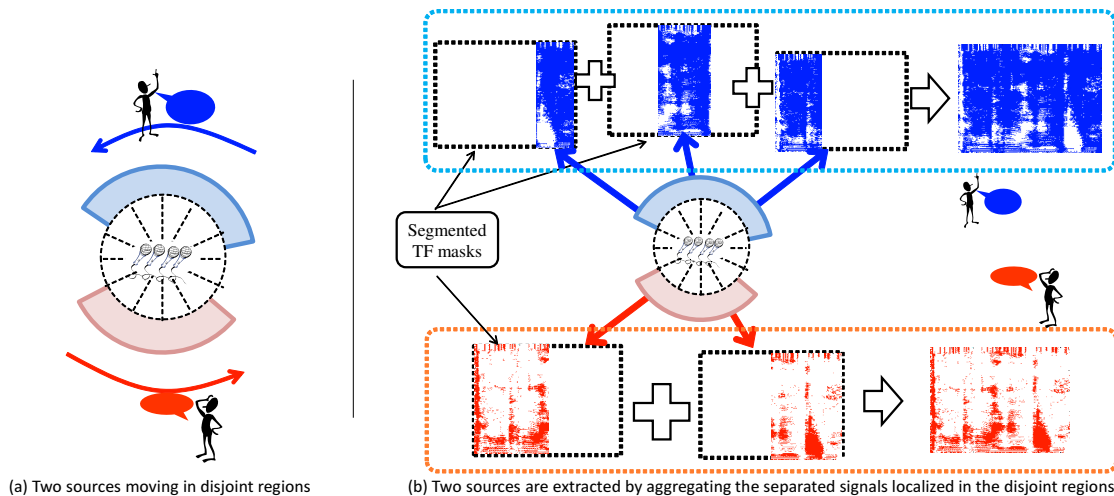 Segmented
TF masks
(a) Two sources moving in disjoint regions
(b) Two sources are extracted by aggregating the separated signals localized in the disjoint regions